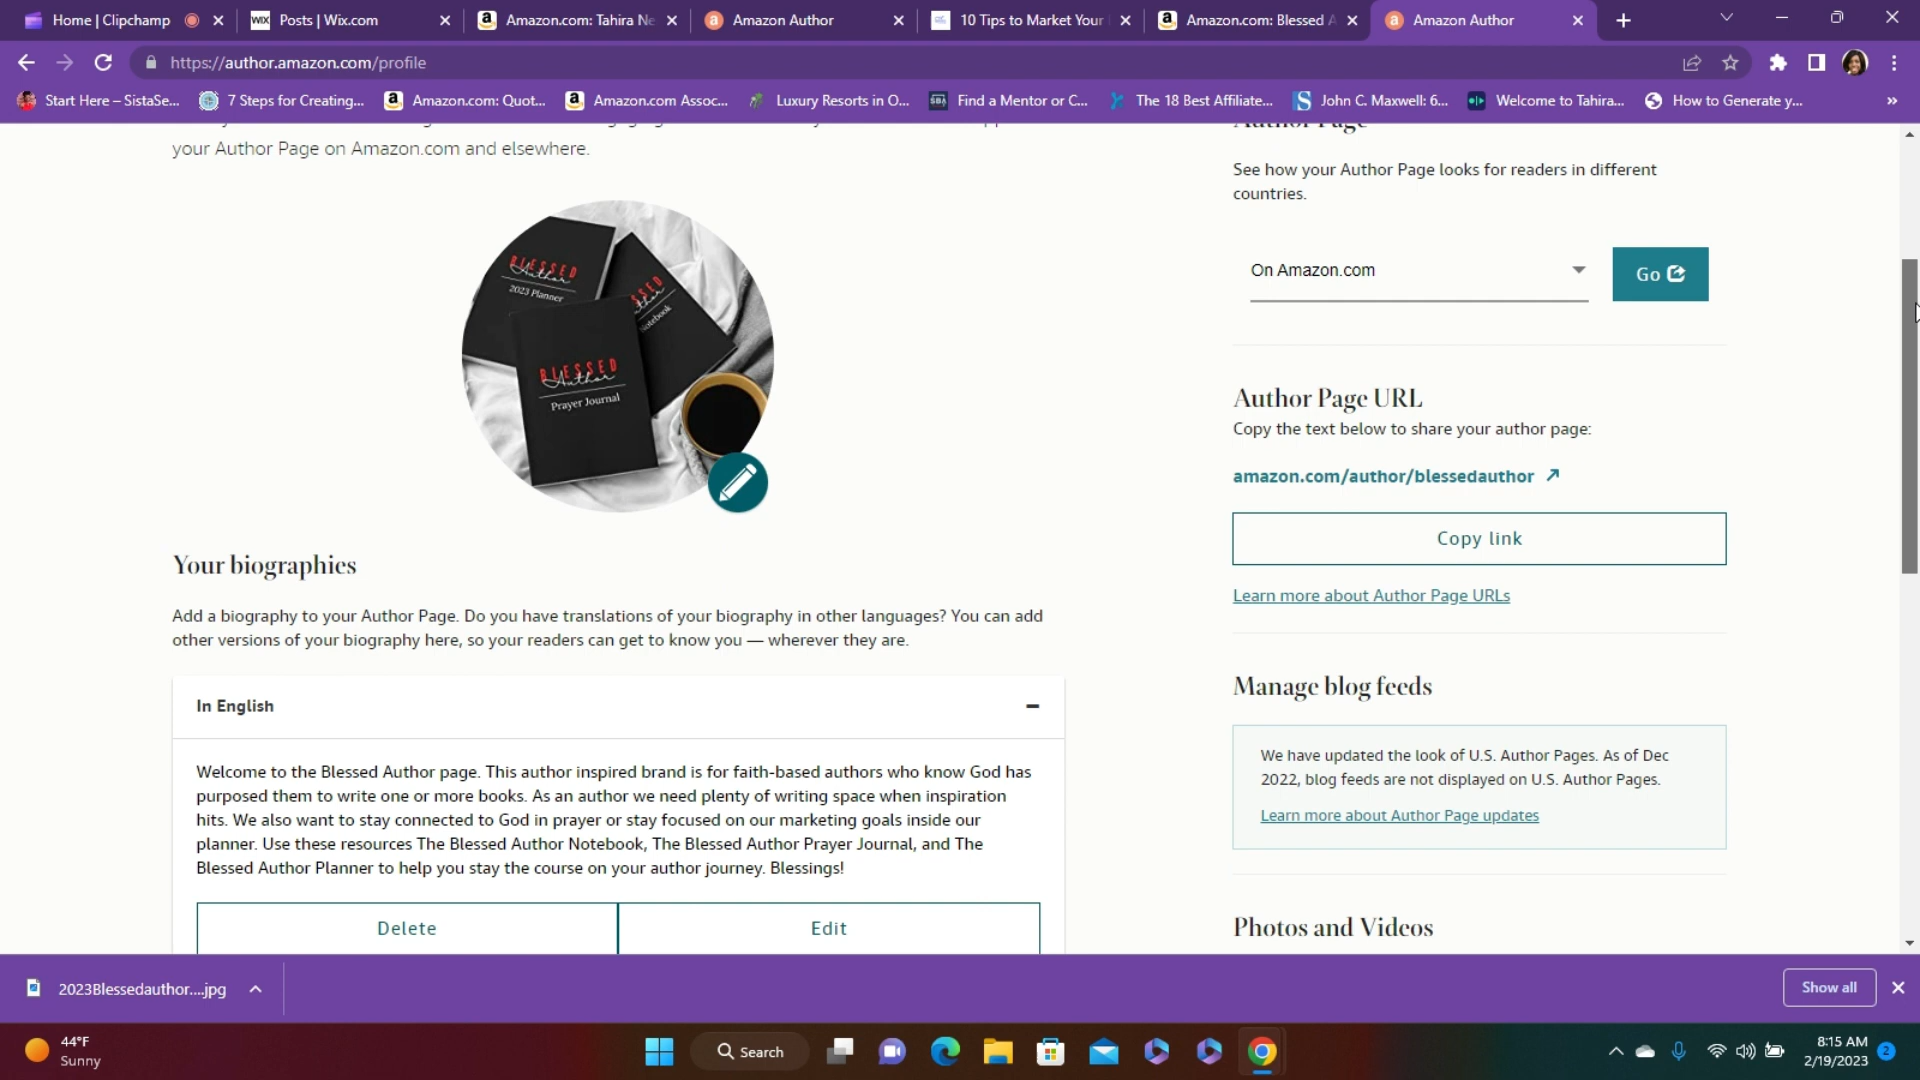 Home | Clipchamp
Posts | Wix.com
Amazon.com: Tahira Ne
Amazon Author
10 Tips to Market Your
Amazon.com: Blessed A
Amazon Author
https://author.amazon.com/profile
Start Here – SistaSe...
7 Steps for Creating...
Amazon.com: Quot...
Amazon.com Assoc...
Luxury Resorts in O...
Find a Mentor or C...
The 18 Best Affiliate...
John C. Maxwell: 6...
Welcome to Tahira...
How to Generate y...
your Author Page on Amazon.com and elsewhere.
BLESSED
Author
2023 Planner
Author
Notebook
BLESSED
Author
Prayer Journal
Your biographies
Add a biography to your Author Page. Do you have translations of your biography in other languages? You can add
other versions of your biography here, so your readers can get to know you — wherever they are.
In English
Welcome to the Blessed Author page. This author inspired brand is for faith-based authors who know God has
purposed them to write one or more books. As an author we need plenty of writing space when inspiration
hits. We also want to stay connected to God in prayer or stay focused on our marketing goals inside our
planner. Use these resources The Blessed Author Notebook, The Blessed Author Prayer Journal, and The
Blessed Author Planner to help you stay the course on your author journey. Blessings!
Delete
Edit
Author Page
See how your Author Page looks for readers in different
countries.
On Amazon.com
Go
Author Page URL
Copy the text below to share your author page:
amazon.com/author/blessedauthor
Copy link
Learn more about Author Page URLs
Manage blog feeds
We have updated the look of U.S. Author Pages. As of Dec
2022, blog feeds are not displayed on U.S. Author Pages.
Learn more about Author Page updates
Photos and Videos
2023Blessedauthor....jpg
Show all
44°F
Sunny
Search
8:15 AM
2/19/2023
2